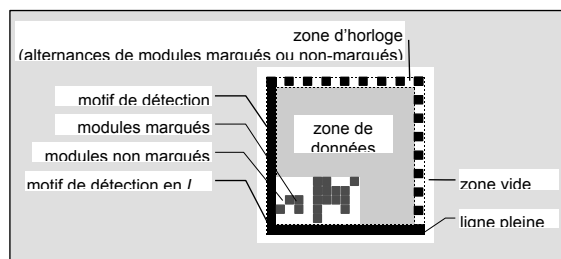 zone d'horloge
(alternances de modules marqués ou non-marqués)
motif de détection
modules marqués
modules non marqués
motif de détection en L
zone de
données
zone vide
ligne pleine